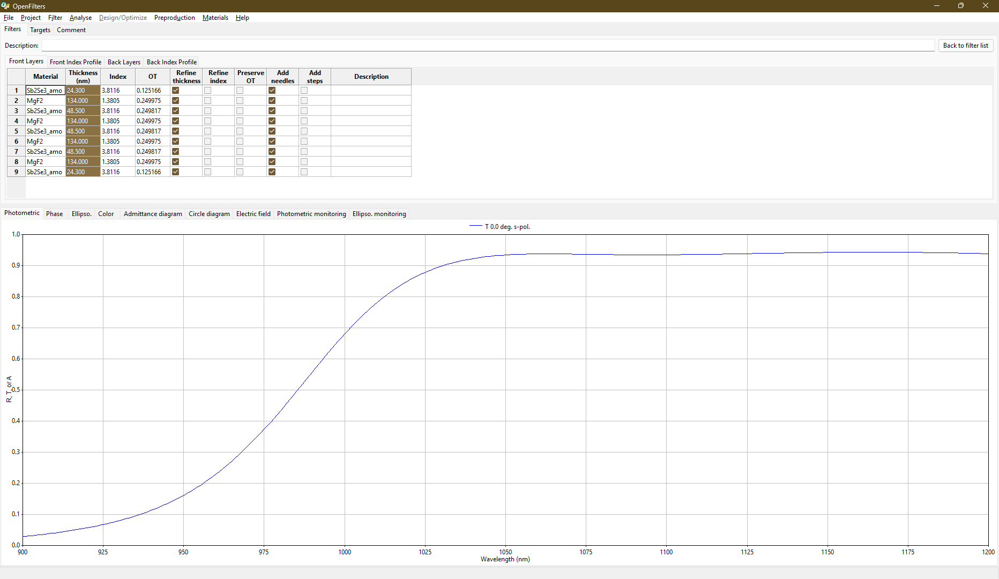 OpenFilters
File Project Filter Analyse Design/Optimize Preproduction Materials Help
Filters Targets Comment
Description: Back to filter list
Front Layers Front Index Profile Back Layers Back Index Profile
Material Thickness (nm) Index OT Refine thickness Refine index Preserve OT Add needles Add steps Description
1 Sb2Se3_amo 24.300 3.8116 0.125166
2 MgF2 134.000 1.3805 0.249975
3 Sb2Se3_amo 48.500 3.8116 0.249817
4 MgF2 134.000 1.3805 0.249975
5 Sb2Se3_amo 48.500 3.8116 0.249817
6 MgF2 134.000 1.3805 0.249975
7 Sb2Se3_amo 48.500 3.8116 0.249817
8 MgF2 134.000 1.3805 0.249975
9 Sb2Se3_amo 24.300 3.8116 0.125166
Photometric Phase Ellipso. Color Admittance diagram Circle diagram Electric field Photometric monitoring Ellipso. monitoring
T 0.0 deg. s-pol.
1.0
0.9
0.8
0.7
0.6
0.5
0.4
0.3
0.2
0.1
0.0
R, T, or A
900 925 950 975 1000 1025 1050 1075 1100 1125 1150 1175 1200
Wavelength (nm)